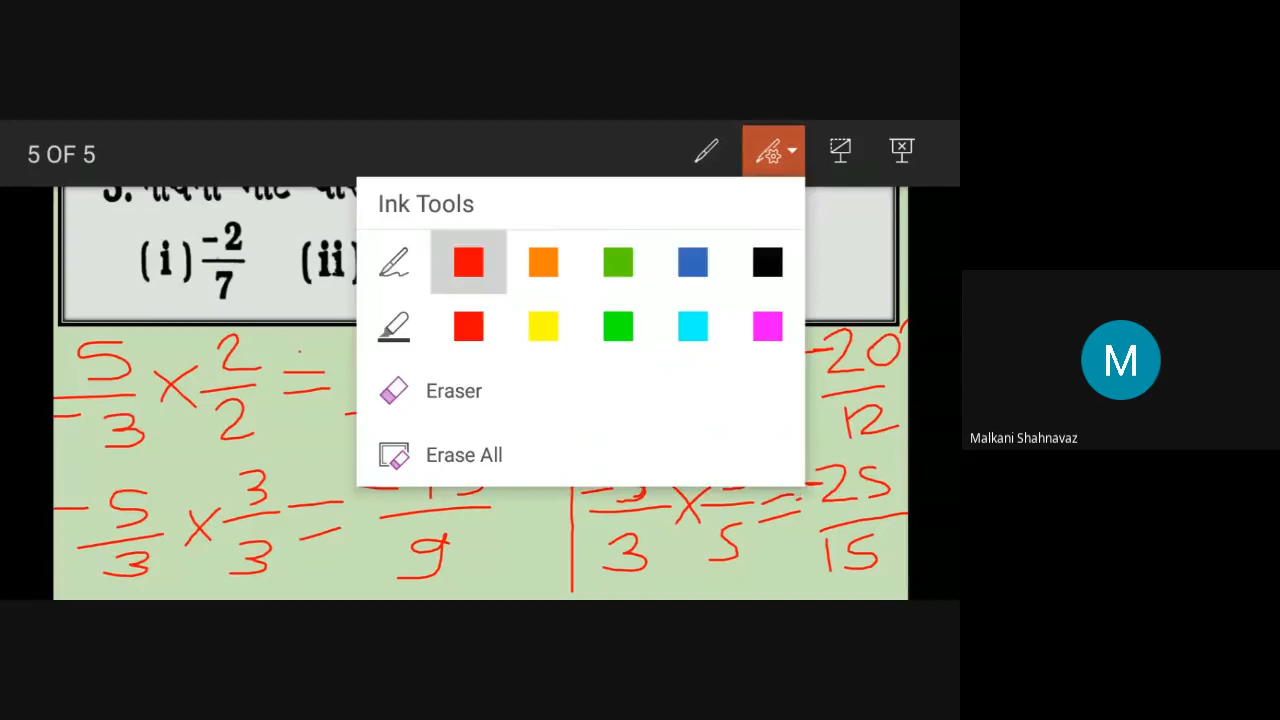 5 OF 5
Ink Tools
(i) -2/7 (ii)
Eraser
Erase All
-5/3 × 2/2 =
-20/12
-5/3 × 3/3 = 9
3 × 5 = -25/15
M
Malkani Shahnavaz